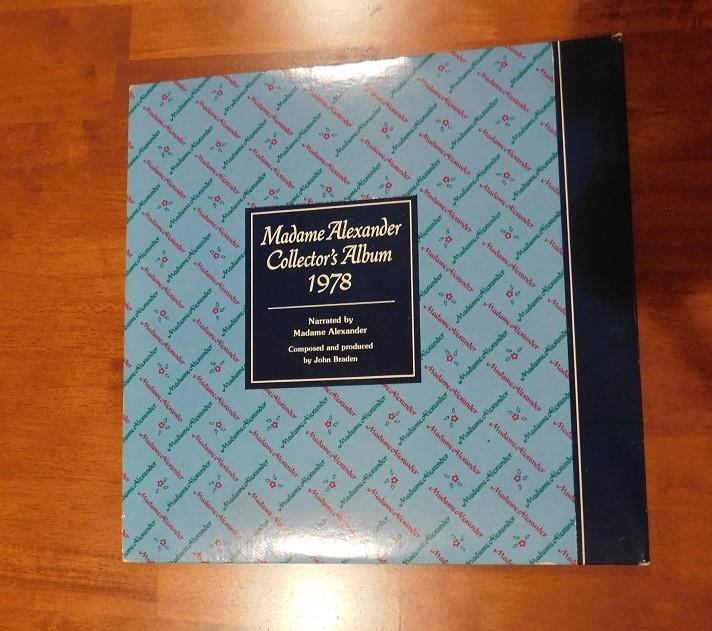 Madame Alexander
Collector's Album
1978
Narrated by
Madame Alexander
Composed and produced
by John Braden